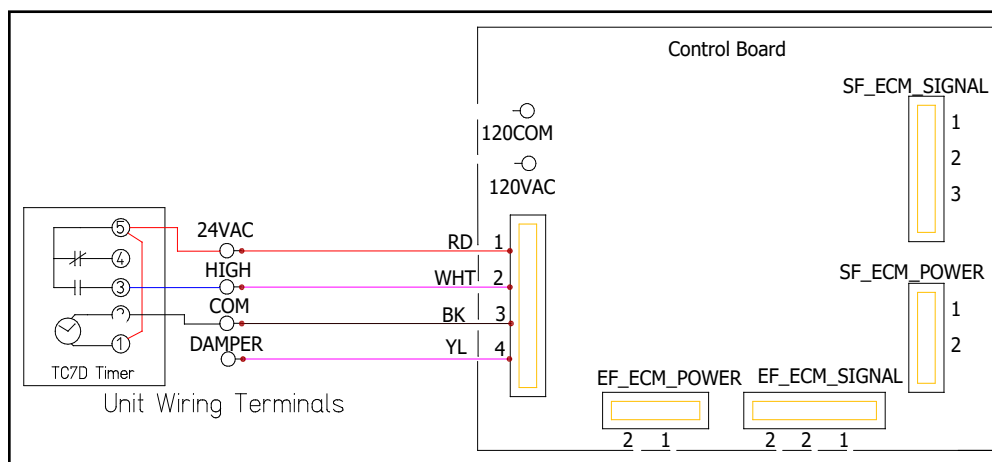 Control Board
SF_ECM_SIGNAL
1
2
3
120COM
120VAC
5
4
3
1
TC7D Timer
24VAC
HIGH
COM
DAMPER
RD 1
WHT 2
BK 3
YL 4
Unit Wiring Terminals
SF_ECM_POWER
1
2
EF_ECM_POWER
2 1
EF_ECM_SIGNAL
2 2 1